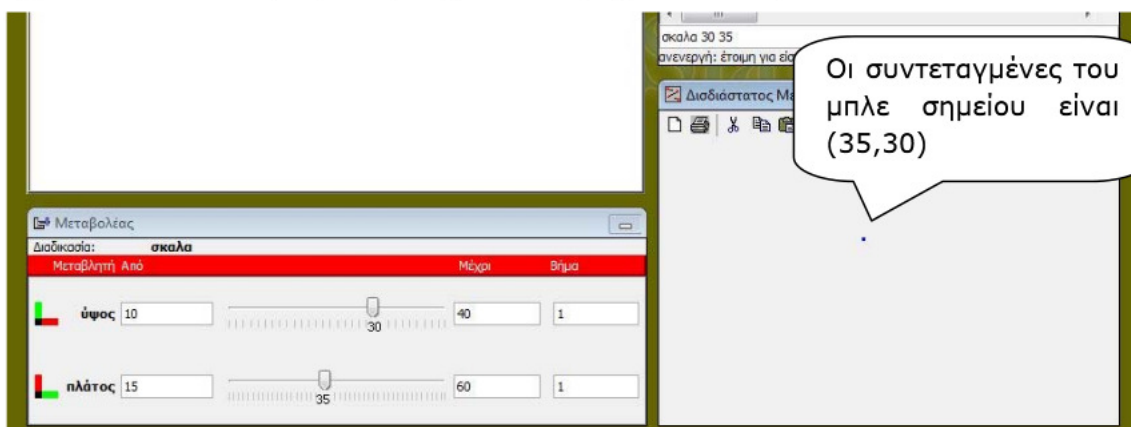 σκαλα 30 35
ανενεργή: έτοιμη για
Οι συντεταγμένες του
μπλε σημείου είναι
(35,30)
Δισδιάστατος
Μεταβολέας
Διαδικασία: σκαλα
Μεταβλητή Από Μέχρι Βήμα
ύψος 10 30 40 1
πλάτος 15 35 60 1